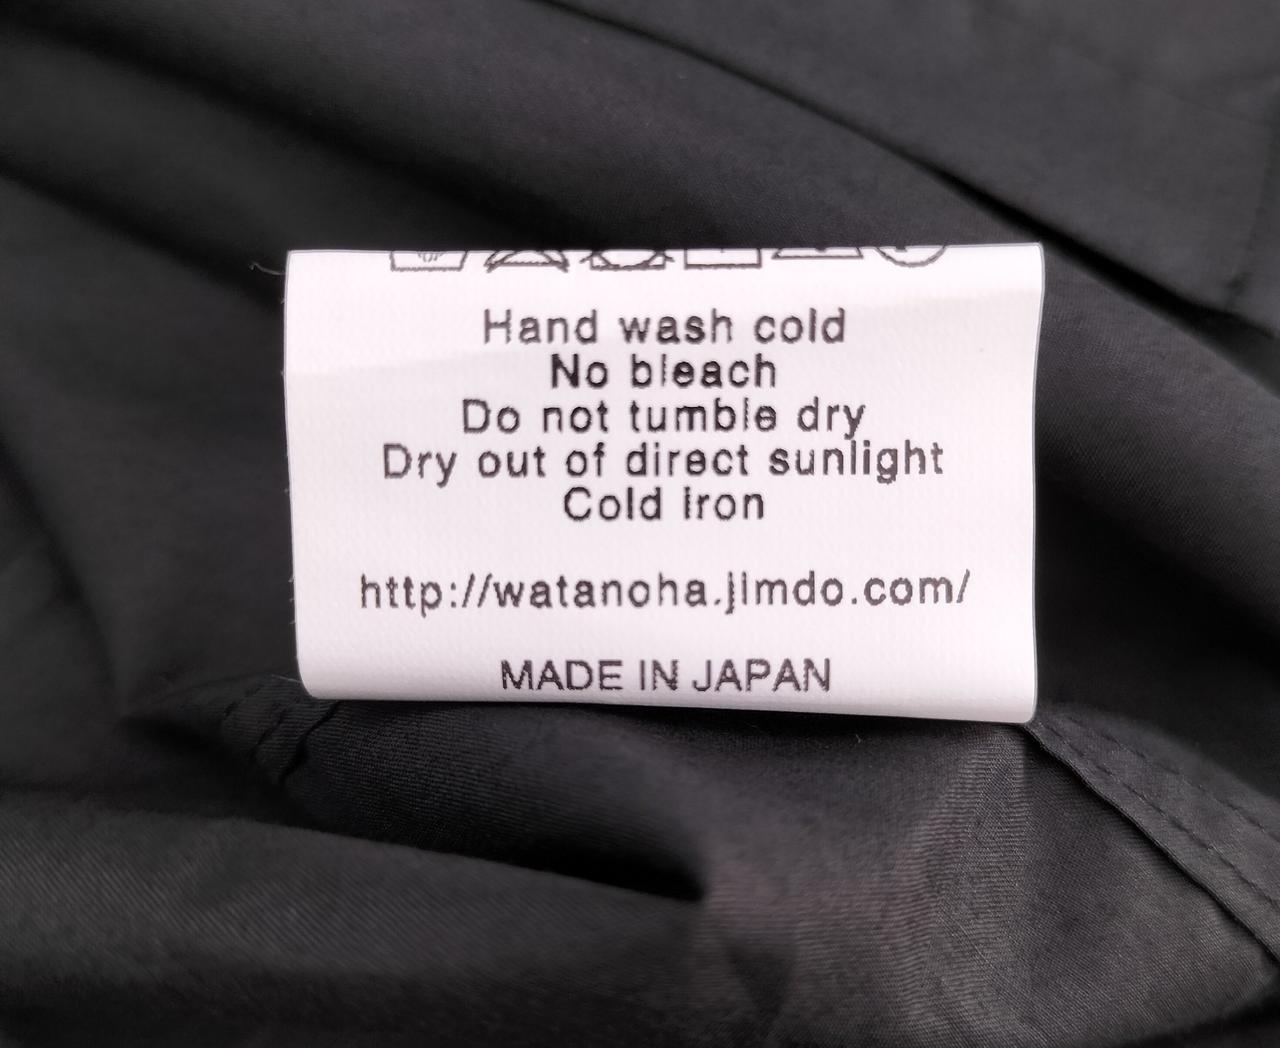 Hand wash cold
No bleach
Do not tumble dry
Dry out of direct sunlight
Cold iron
http://watanoha.jimdo.com/
MADE IN JAPAN